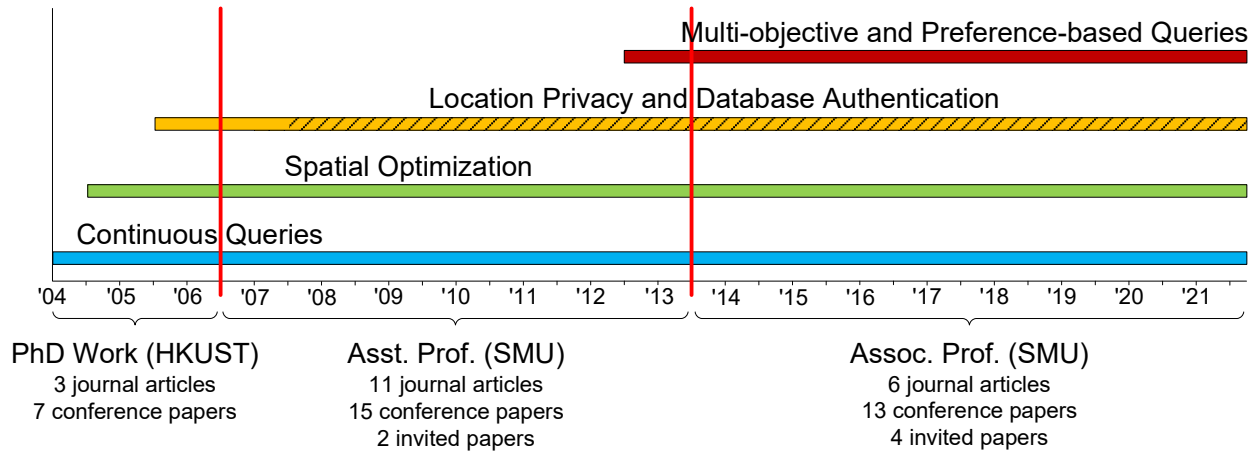 Multi-objective and Preference-based Queries
Location Privacy and Database Authentication
Spatial Optimization
Continuous Queries
'04 '05 '06 '07 '08 '09 '10 '11 '12 '13 '14 '15 '16 '17 '18 '19 '20 '21
PhD Work (HKUST)
3 journal articles
7 conference papers
Asst. Prof. (SMU)
11 journal articles
15 conference papers
2 invited papers
Assoc. Prof. (SMU)
6 journal articles
13 conference papers
4 invited papers